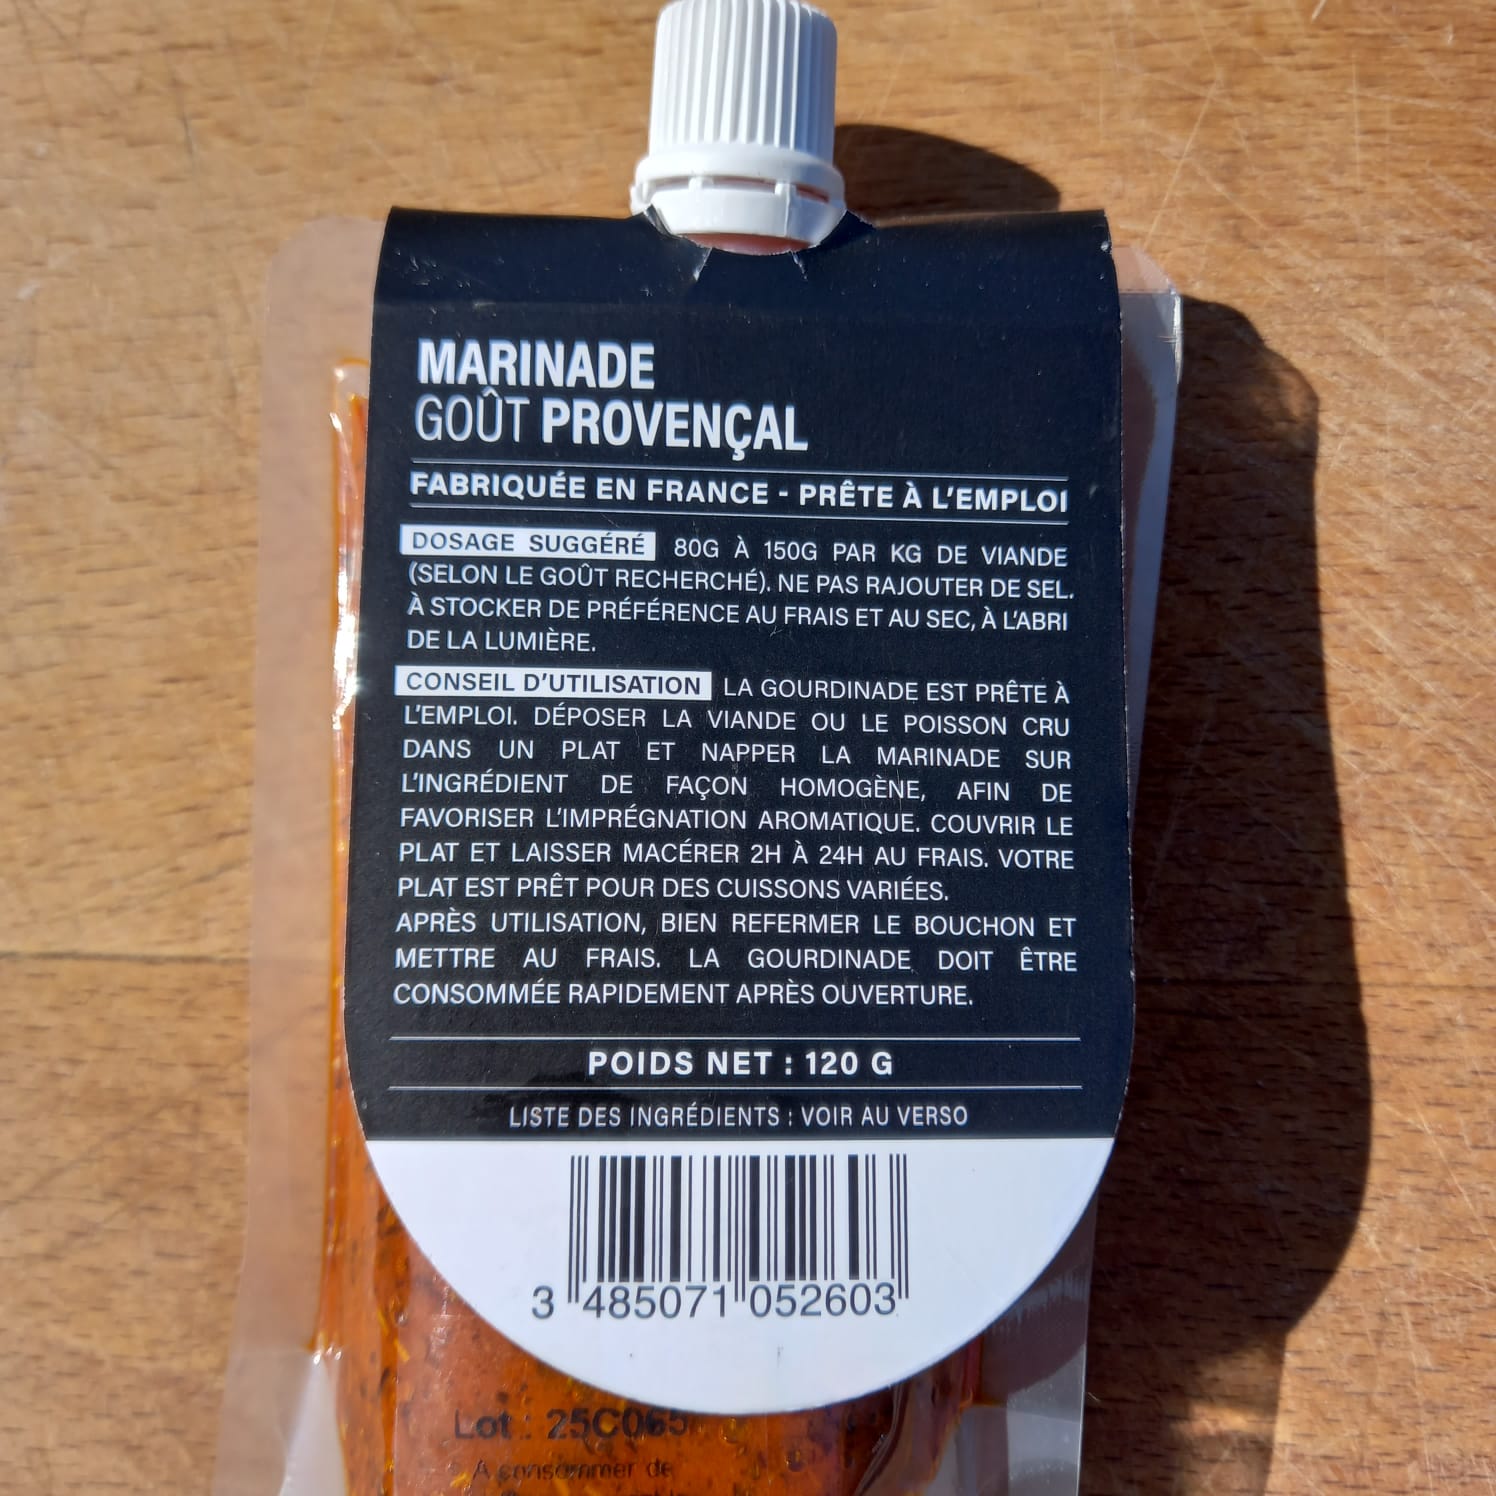 MARINADE
GOÛT PROVENÇAL
FABRIQUÉE EN FRANCE - PRÊTE À L'EMPLOI
DOSAGE SUGGÉRÉ 80G À 150G PAR KG DE VIANDE
(SELON LE GOÛT RECHERCHÉ). NE PAS RAJOUTER DE SEL.
À STOCKER DE PRÉFÉRENCE AU FRAIS ET AU SEC, À L'ABRI
DE LA LUMIÈRE.
CONSEIL D'UTILISATION LA GOURDINADE EST PRÊTE À
L'EMPLOI. DÉPOSER LA VIANDE OU LE POISSON CRU
DANS UN PLAT ET NAPPER LA MARINADE SUR
L'INGRÉDIENT DE FAÇON HOMOGÈNE, AFIN DE
FAVORISER L'IMPRÉGNATION AROMATIQUE. COUVRIR LE
PLAT ET LAISSER MACÉRER 2H À 24H AU FRAIS. VOTRE
PLAT EST PRÊT POUR DES CUISSONS VARIÉES.
APRÈS UTILISATION, BIEN REFERMER LE BOUCHON ET
METTRE AU FRAIS. LA GOURDINADE DOIT ÊTRE
CONSOMMÉE RAPIDEMENT APRÈS OUVERTURE.
POIDS NET : 120 G
LISTE DES INGRÉDIENTS : VOIR AU VERSO
3 485071 052603
Lot : 25C065
A consommer de